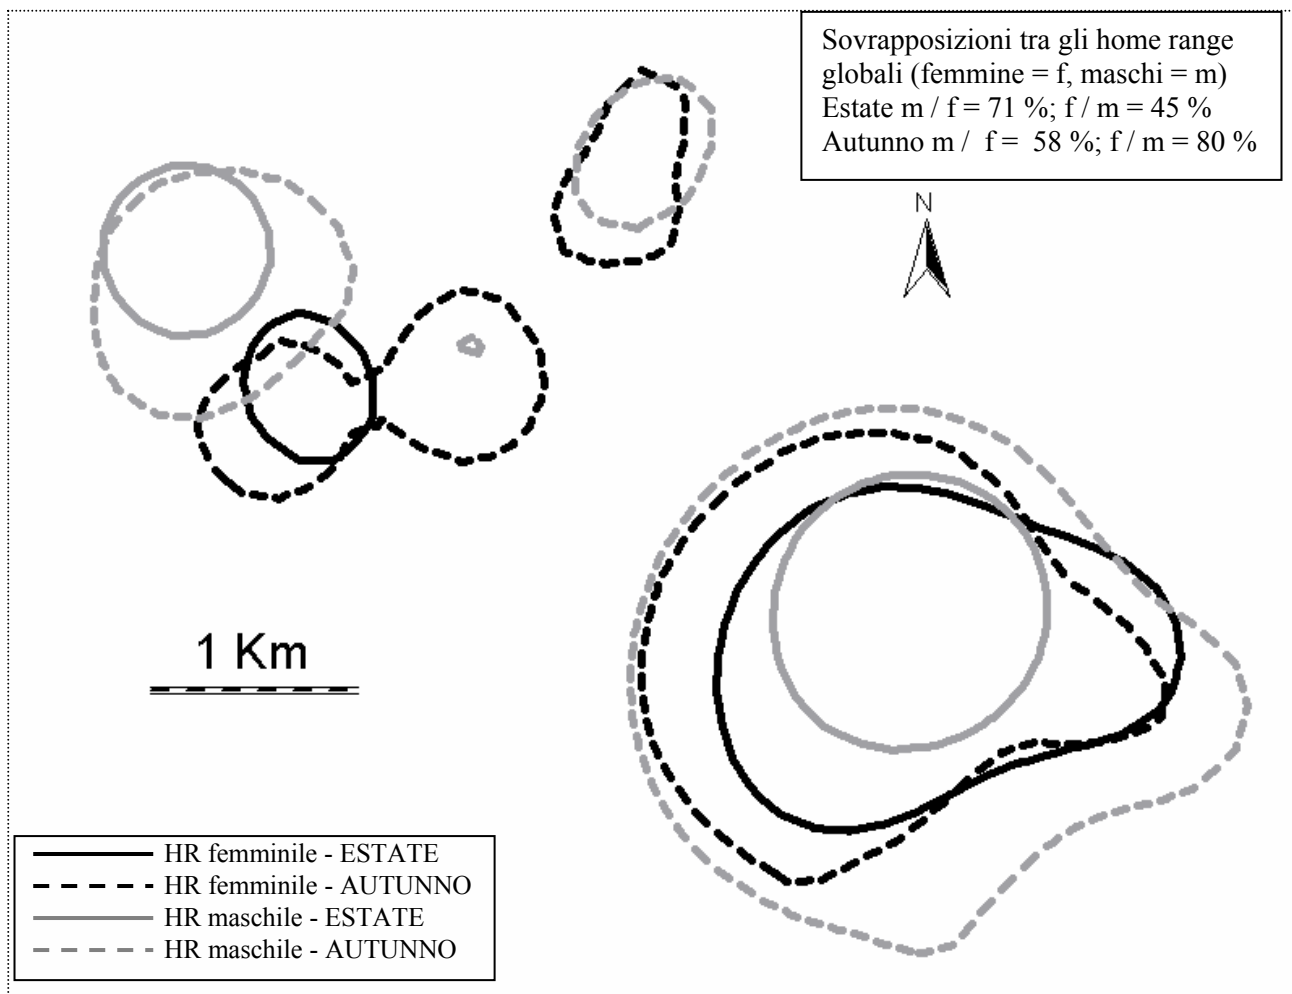 Sovrapposizioni tra gli home range
globali (femmine = f, maschi = m)
Estate m / f = 71 %; f / m = 45 %
Autunno m / f = 58 %; f / m = 80 %
N
1 Km
HR femminile - ESTATE
HR femminile - AUTUNNO
HR maschile - ESTATE
HR maschile - AUTUNNO